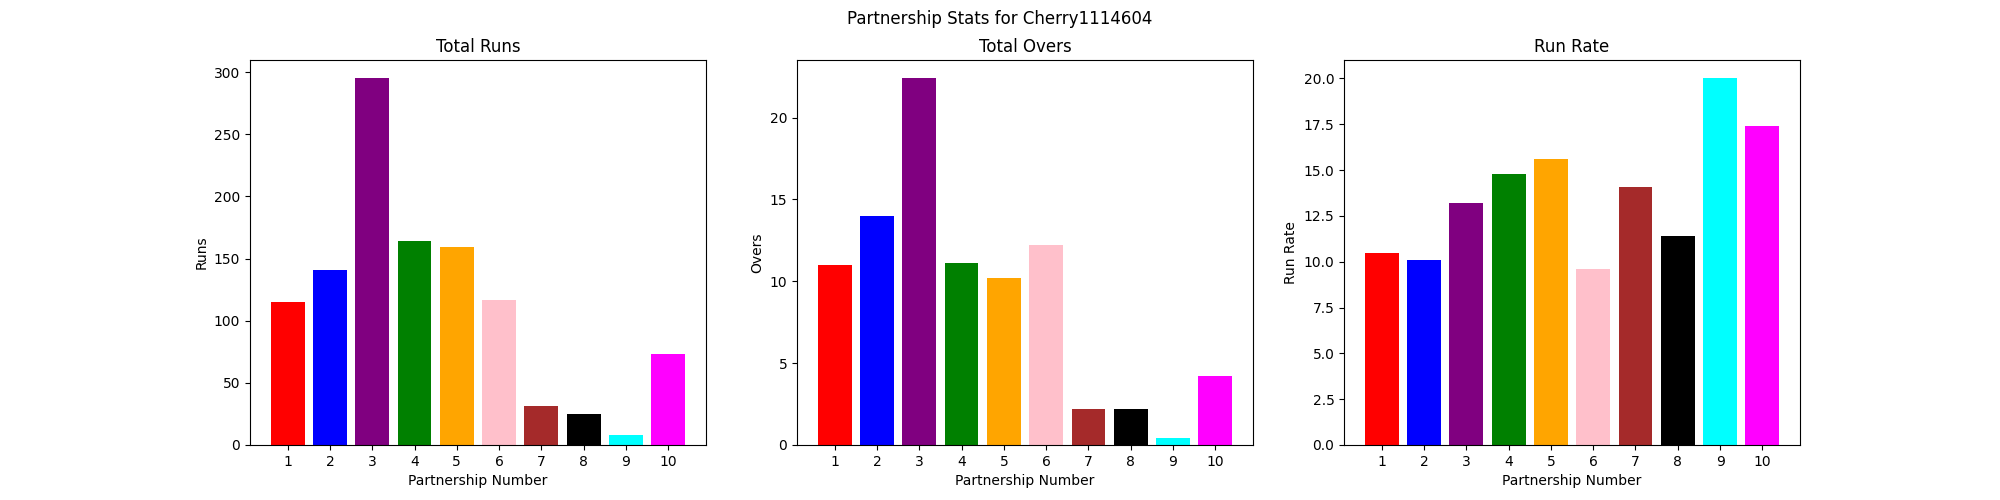 Partnership Stats for Cherry1114604
Total Runs
Total Overs
Run Rate
300
250
200
150
100
50
0
Runs
1 2 3 4 5 6 7 8 9 10
Partnership Number
20
15
10
5
0
Overs
1 2 3 4 5 6 7 8 9 10
Partnership Number
20.0
17.5
15.0
12.5
10.0
7.5
5.0
2.5
0.0
Run Rate
1 2 3 4 5 6 7 8 9 10
Partnership Number